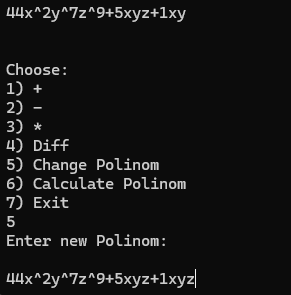 44x^2y^7z^9+5xyz+1xy
Choose:
1) +
2) -
3) *
4) Diff
5) Change Polinom
6) Calculate Polinom
7) Exit
5
Enter new Polinom:
44x^2y^7z^9+5xyz+1xyz